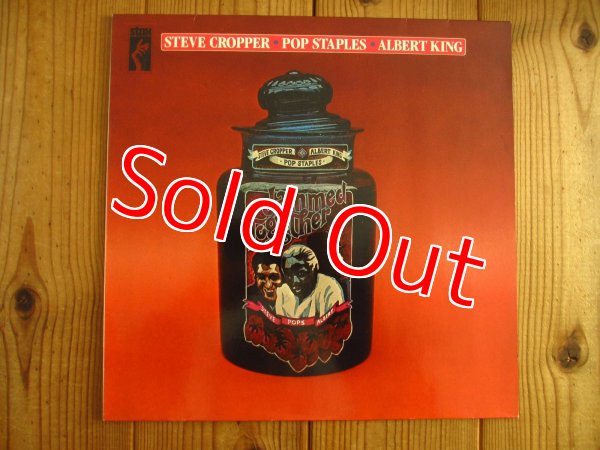 stax
STEVE CROPPER • POP STAPLES • ALBERT KING
STEVE CROPPER ALBERT KING
• POP STAPLES •
Jammed
Together
Sold Out
STEVE POPS ALBERT